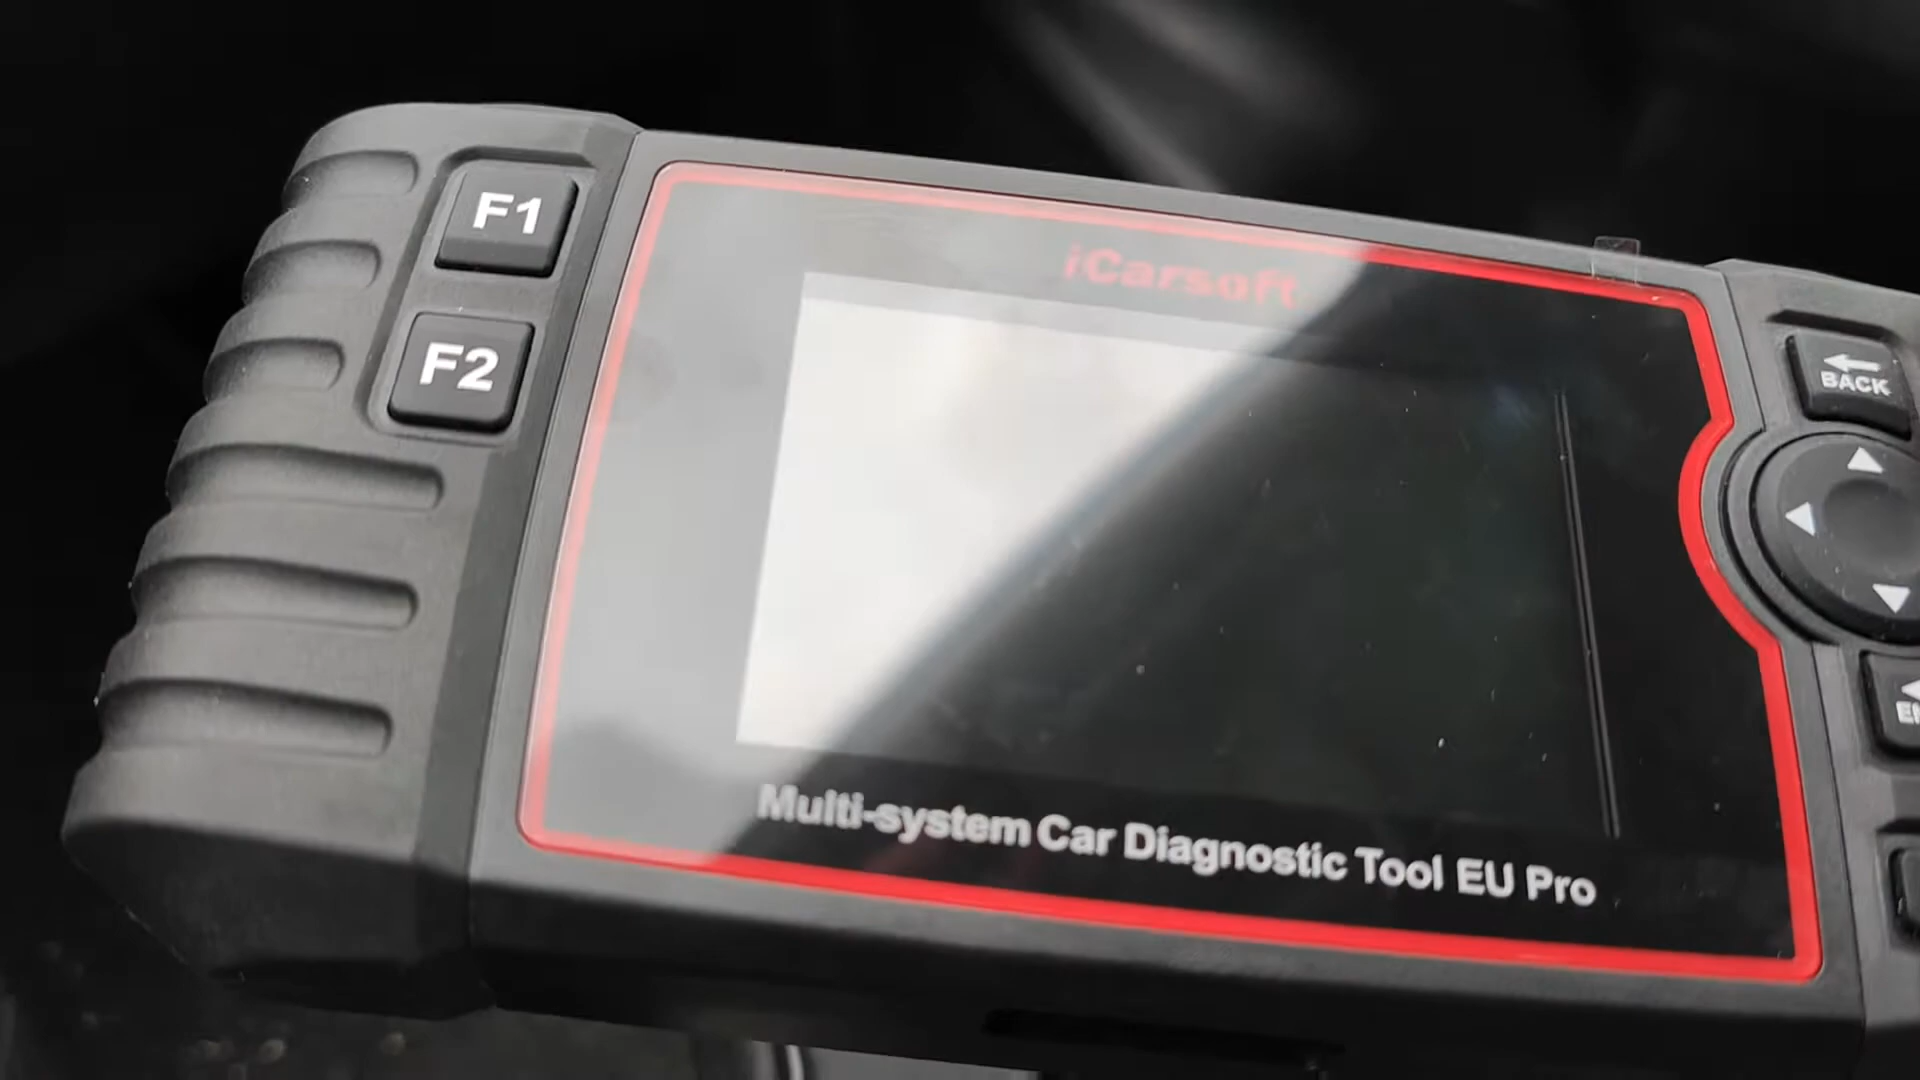 F1
F2
iCarsoft
BACK
Multi-system Car Diagnostic Tool EU Pro